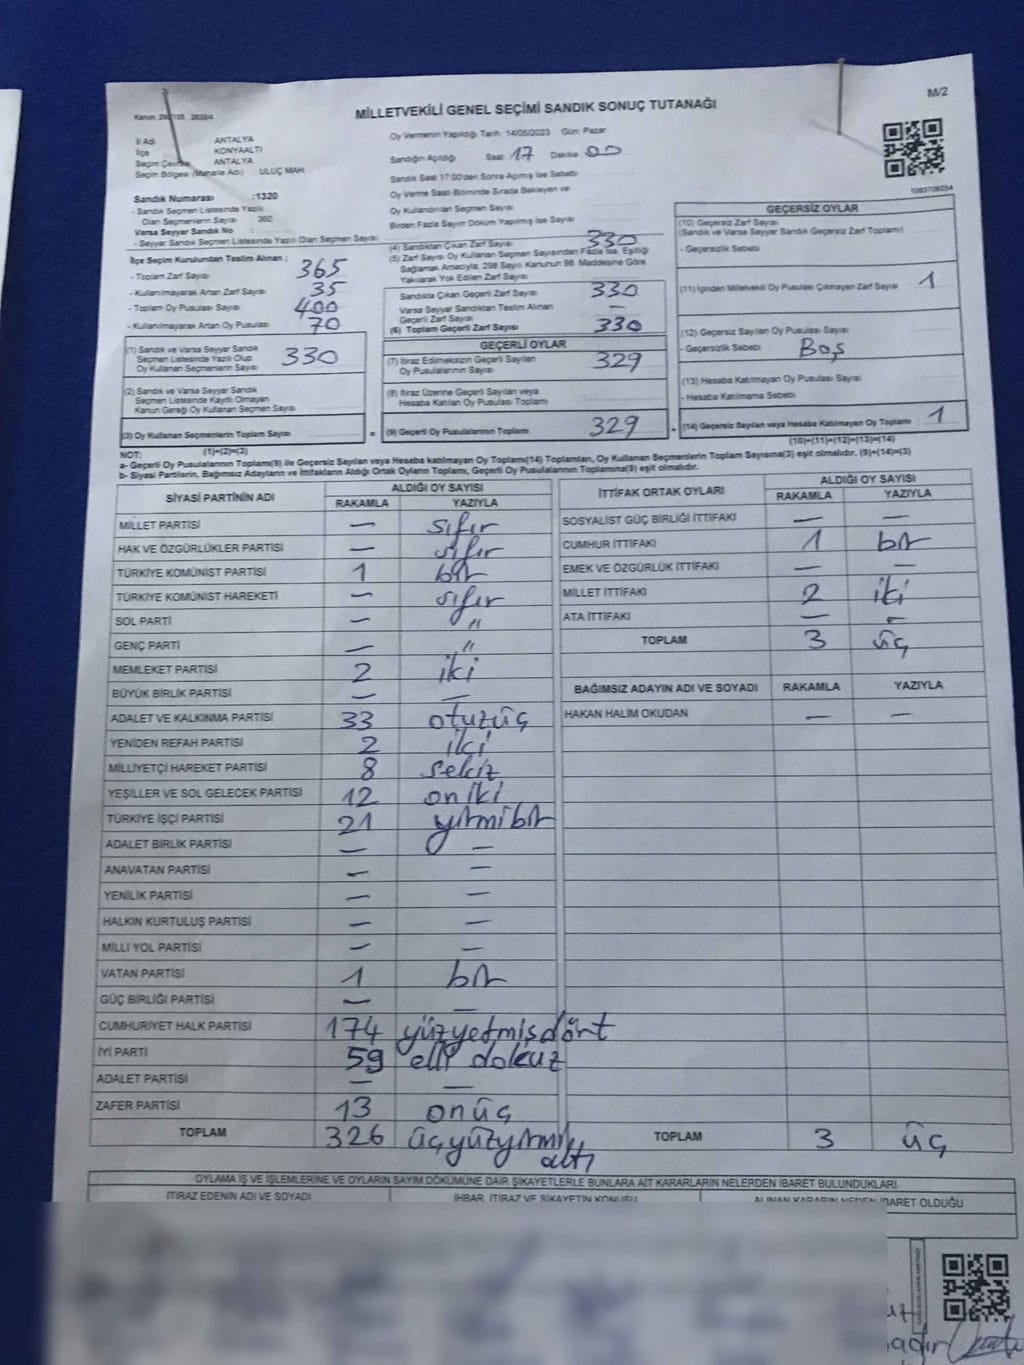 M/2
MİLLETVEKİLİ GENEL SEÇİMİ SANDIK SONUÇ TUTANAĞI
İl Adı ANTALYA
İlçe KONYAALTI
Seçim Çevresi ANTALYA
Seçim Bölgesi (Mahalle Adı) ULUÇ MAH
Sandık Numarası :1320
- Sandık Seçmen Listesinde Yazılı
Olan Seçmenlerin Sayısı 360
Varsa Seyyar Sandık No :
- Seyyar Sandık Seçmen Listesinde Yazılı Olan Seçmen Sayısı
İlçe Seçim Kurulundan Teslim Alınan ;
- Toplam Zarf Sayısı 365
- Kullanılmayarak Artan Zarf Sayısı 35
- Toplam Oy Pusulası Sayısı 400
- Kullanılmayarak Artan Oy Pusulası 70
(1) Sandık ve Varsa Seyyar Sandık
Seçmen Listesinde Yazılı Olup
Oy Kullanan Seçmenlerin Sayısı 330
(2) Sandık ve Varsa Seyyar Sandık
Seçmen Listesinde Kayıtlı Olmayan
Kanun Gereği Oy Kullanan Seçmen Sayısı
(3) Oy Kullanan Seçmenlerin Toplam Sayısı
(1)+(2)=(3)
Oy Vermenin Yapıldığı Tarih 14/05/2023 Gün Pazar
Sandığın Açıldığı Saat 17 Dakika 00
Sandık Saat 17:00'den Sonra Açımış İse Sebebi
Oy Verme Saati Bitiminde Sırada Bekleyen ve
Oy Kullandırılan Seçmen Sayısı
Birden Fazla Sayım Döküm Yapılmış İse Sayısı
(4) Sandıktan Çıkan Zarf Sayısı 330
(5) Zarf Sayısı Oy Kullanan Seçmen Sayısından Fazla İse, Eşitliği
Sağlamak Amacıyla, 298 Sayılı Kanunun 98. Maddesine Göre
Yakılarak Yok Edilen Zarf Sayısı
Sandıkta Çıkan Geçerli Zarf Sayısı 330
Varsa Seyyar Sandıktan Teslim Alınan
Geçerli Zarf Sayısı —
(6) Toplam Geçerli Zarf Sayısı 330
GEÇERLİ OYLAR
(7) İtiraz Edilmeksizin Geçerli Sayılan
Oy Pusulalarının Sayısı 329
(8) İtiraz Üzerine Geçerli Sayılan veya
Hesaba Katılan Oy Pusulası Toplamı
= (9) Geçerli Oy Pusulalarının Toplamı 329
1083708054
GEÇERSİZ OYLAR
(10) Geçersiz Zarf Sayısı
(Sandık ve Varsa Seyyar Sandık Geçersiz Zarf Toplamı)
- Geçersizlik Sebebi
(11) İçinden Milletvekili Oy Pusulası Çıkmayan Zarf Sayısı 1
(12) Geçersiz Sayılan Oy Pusulası Sayısı
- Geçersizlik Sebebi Boş
(13) Hesaba Katılmayan Oy Pusulası Sayısı
- Hesaba Katılmama Sebebi
+ (14) Geçersiz Sayılan veya Hesaba Katılmayan Oy Toplamı 1
(10)+(11)+(12)+(13)=(14)
NOT:
a- Geçerli Oy Pusulalarının Toplamı(9) ile Geçersiz Sayılan veya Hesaba katılmayan Oy Toplamı(14) Toplamları, Oy Kullanan Seçmenlerin Toplam Sayısına(3) eşit olmalıdır. (9)+(14)=(3)
b- Siyasi Partilerin, Bağımsız Adayların ve İttifakların Aldığı Ortak Oyların Toplamı, Geçerli Oy Pusulalarının Toplamına(9) eşit olmalıdır.
SİYASİ PARTİNİN ADI ALDIĞI OY SAYISI
RAKAMLA YAZIYLA
MİLLET PARTİSİ — sıfır
HAK VE ÖZGÜRLÜKLER PARTİSİ — sıfır
TÜRKİYE KOMÜNİST PARTİSİ 1 bir
TÜRKİYE KOMÜNİST HAREKETİ — sıfır
SOL PARTİ — "
GENÇ PARTİ — "
MEMLEKET PARTİSİ 2 iki
BÜYÜK BİRLİK PARTİSİ — —
ADALET VE KALKINMA PARTİSİ 33 otuzüç
YENİDEN REFAH PARTİSİ 2 iki
MİLLİYETÇİ HAREKET PARTİSİ 8 sekiz
YEŞİLLER VE SOL GELECEK PARTİSİ 12 oniki
TÜRKİYE İŞÇİ PARTİSİ 21 yirmibir
ADALET BİRLİK PARTİSİ — —
ANAVATAN PARTİSİ — —
YENİLİK PARTİSİ — —
HALKIN KURTULUŞ PARTİSİ — —
MİLLİ YOL PARTİSİ — —
VATAN PARTİSİ 1 bir
GÜÇ BİRLİĞİ PARTİSİ — —
CUMHURİYET HALK PARTİSİ 174 yüzyetmişdört
İYİ PARTİ 59 elli dokuz
ADALET PARTİSİ — —
ZAFER PARTİSİ 13 onüç
TOPLAM 326 üçyüzyirmi
altı
İTTİFAK ORTAK OYLARI ALDIĞI OY SAYISI
RAKAMLA YAZIYLA
SOSYALİST GÜÇ BİRLİĞİ İTTİFAKI — —
CUMHUR İTTİFAKI 1 bir
EMEK VE ÖZGÜRLÜK İTTİFAKI — —
MİLLET İTTİFAKI 2 iki
ATA İTTİFAKI — —
TOPLAM 3 üç
BAĞIMSIZ ADAYIN ADI VE SOYADI RAKAMLA YAZIYLA
HAKAN HALİM OKUDAN — —
TOPLAM 3 üç
OYLAMA İŞ VE İŞLEMLERİNE VE OYLARIN SAYIM DÖKÜMÜNE DAİR ŞİKAYETLERLE BUNLARA AİT KARARLARIN NELERDEN İBARET BULUNDUKLARI
İTİRAZ EDENİN ADI VE SOYADI İHBAR, İTİRAZ VE ŞİKAYETİN KONUSU ALINAN KARARIN NEDEN İBARET OLDUĞU